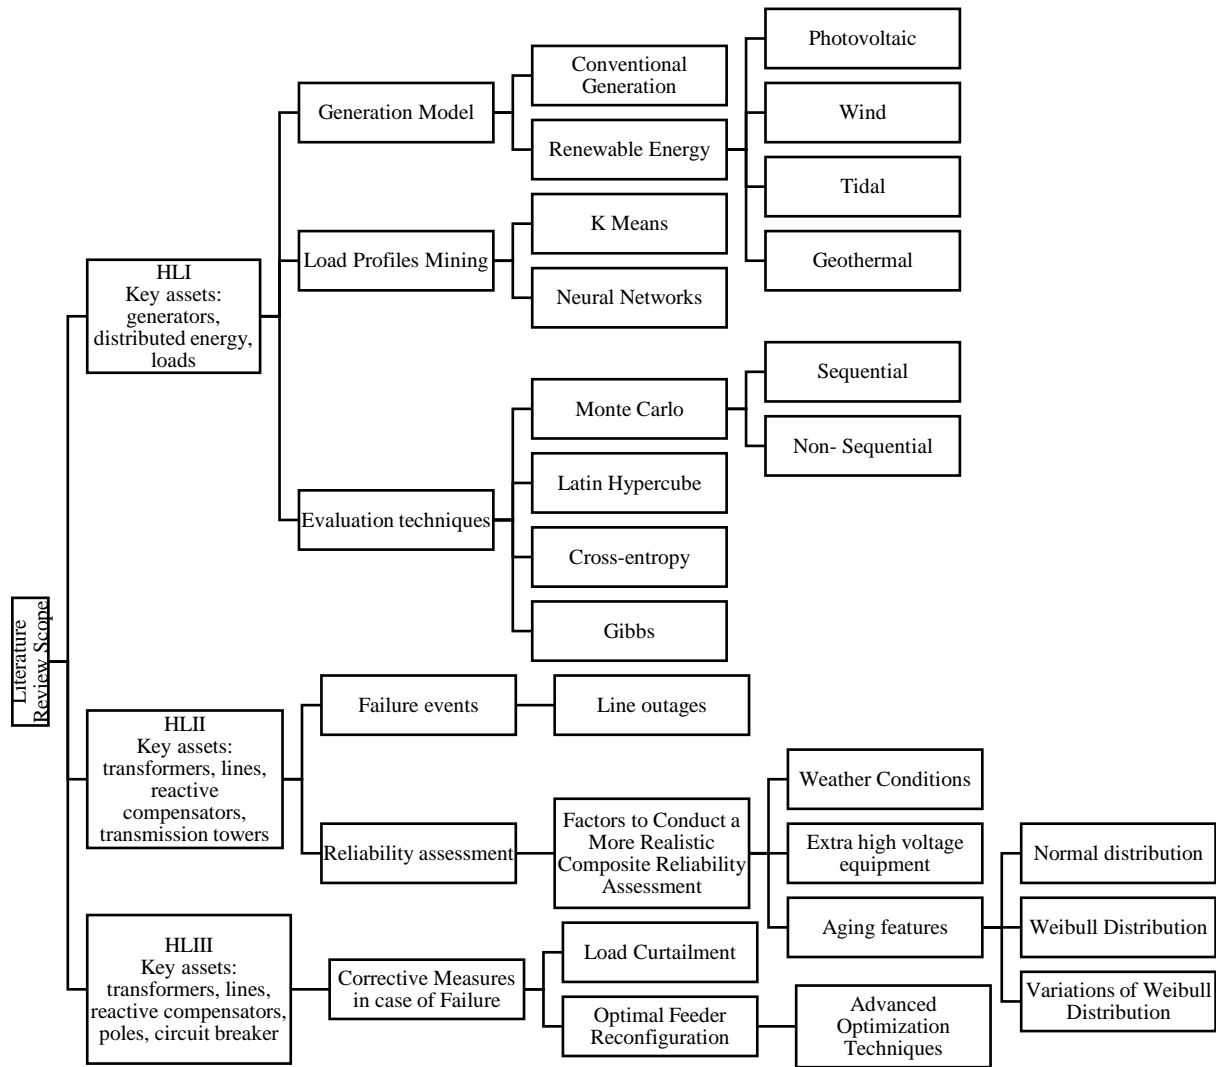 Literature
Review Scope
HLI
Key assets:
generators,
distributed energy,
loads
Generation Model
Conventional
Generation
Renewable Energy
Photovoltaic
Wind
Tidal
Geothermal
Load Profiles Mining
K Means
Neural Networks
Evaluation techniques
Monte Carlo
Sequential
Non- Sequential
Latin Hypercube
Cross-entropy
Gibbs
HLII
Key assets:
transformers, lines,
reactive
compensators,
transmission towers
Failure events
Line outages
Reliability assessment
Factors to Conduct a
More Realistic
Composite Reliability
Assessment
Weather Conditions
Extra high voltage
equipment
Aging features
Normal distribution
Weibull Distribution
Variations of Weibull
Distribution
HLIII
Key assets:
transformers, lines,
reactive compensators,
poles, circuit breaker
Corrective Measures
in case of Failure
Load Curtailment
Optimal Feeder
Reconfiguration
Advanced
Optimization
Techniques